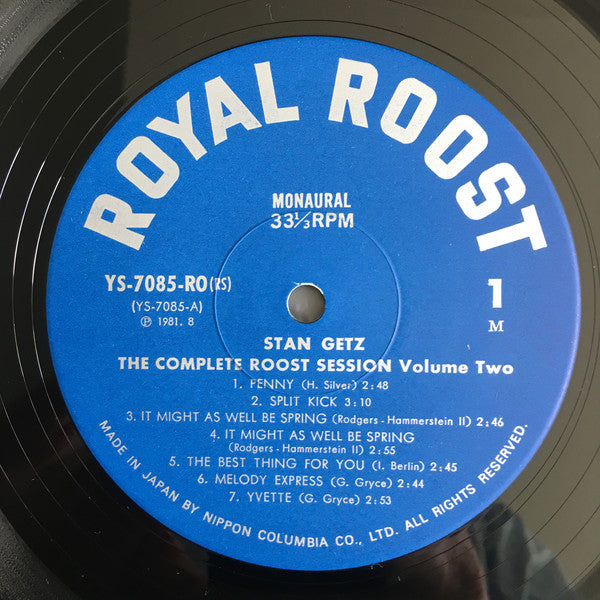 ROYAL ROOST
MONAURAL
33⅓RPM
YS-7085-RO(RS)
(YS-7085-A)
℗ 1981. 8
1
M
STAN GETZ
THE COMPLETE ROOST SESSION Volume Two
1. PENNY (H. Silver) 2:48
2. SPLIT KICK 3:10
3. IT MIGHT AS WELL BE SPRING (Rodgers-Hammerstein II) 2:46
4. IT MIGHT AS WELL BE SPRING
(Rodgers-Hammerstein II) 2:55
5. THE BEST THING FOR YOU (I. Berlin) 2:45
6. MELODY EXPRESS (G. Gryce) 2:44
7. YVETTE (G. Gryce) 2:53
MADE IN JAPAN BY NIPPON COLUMBIA CO., LTD. ALL RIGHTS RESERVED.